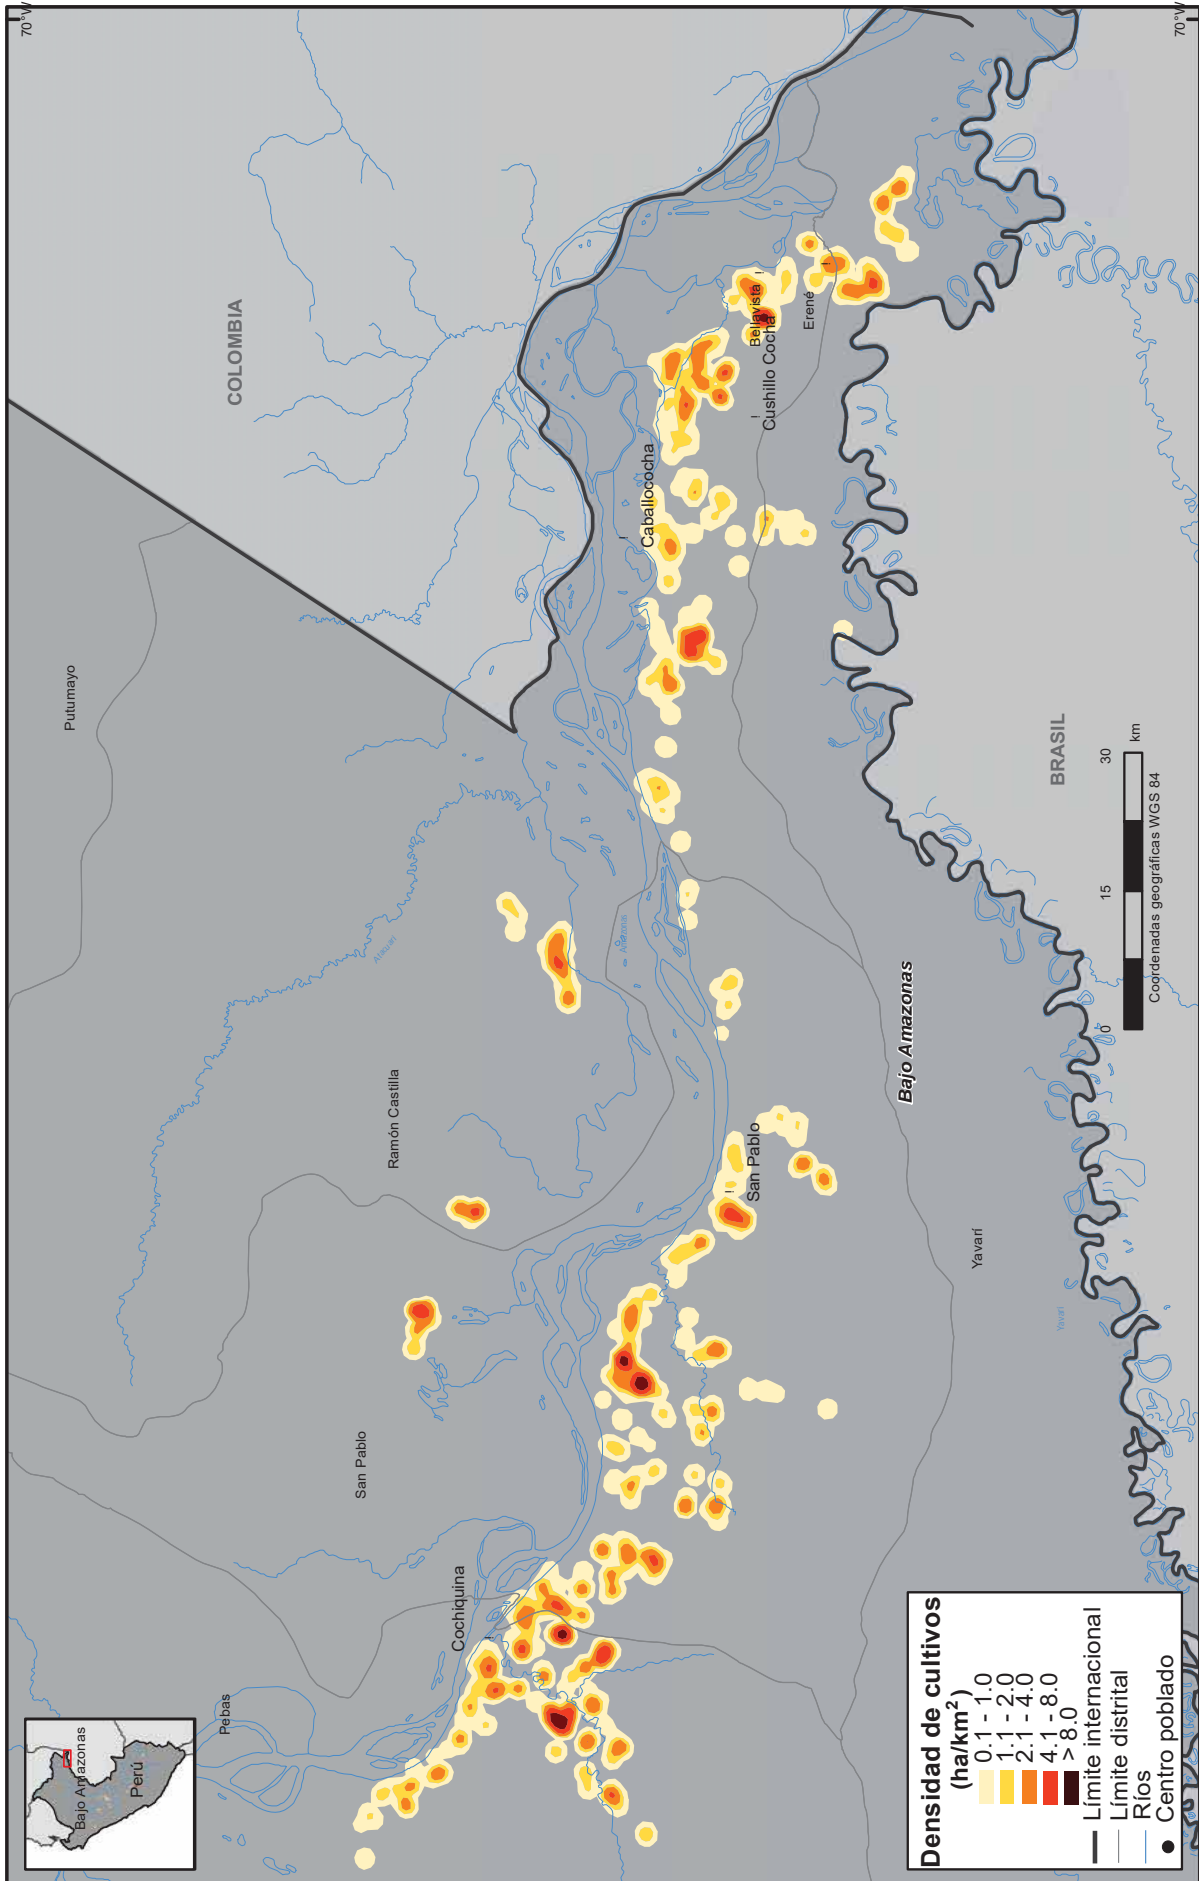 70°W
70°W
COLOMBIA
Putumayo
Bellavista
Cushillo Cocha
Erené
Caballococha
Atacuari
Amazonas
BRASIL
Bajo Amazonas
Ramón Castilla
San Pablo
Yavarí
Yavarí
San Pablo
Cochiquina
Pebas
0 15 30 km
Coordenadas geográficas WGS 84
Bajo Amazonas
Perú
Densidad de cultivos
(ha/km²)
0.1 - 1.0
1.1 - 2.0
2.1 - 4.0
4.1 - 8.0
> 8.0
Límite internacional
Límite distrital
Ríos
Centro poblado